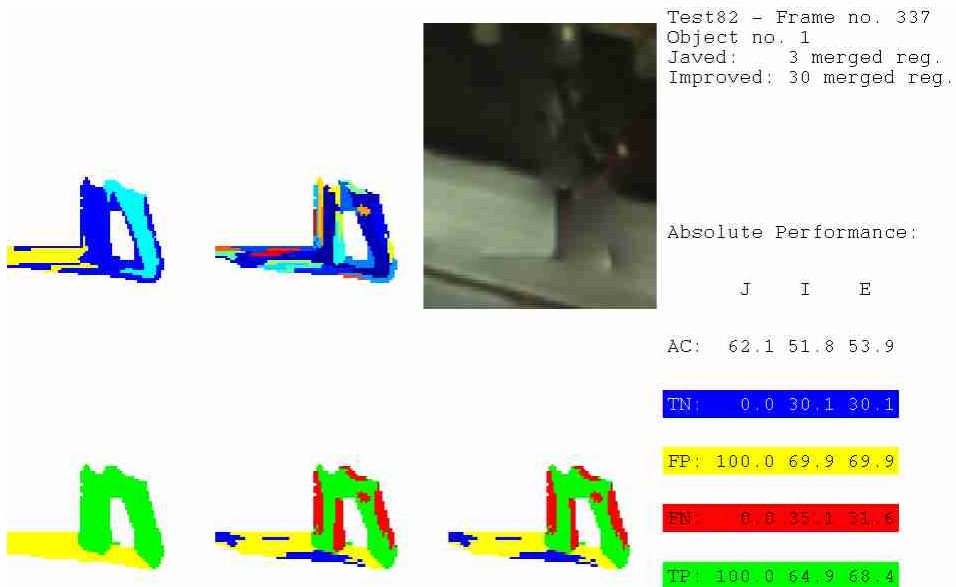 Test82 - Frame no. 337
Object no. 1
Javed: 3 merged reg.
Improved: 30 merged reg.
Absolute Performance:
J I E
AC: 62.1 51.8 53.9
TN: 0.0 30.1 30.1
FP: 100.0 69.9 69.9
FN: 0.0 35.1 31.6
TP: 100.0 64.9 68.4